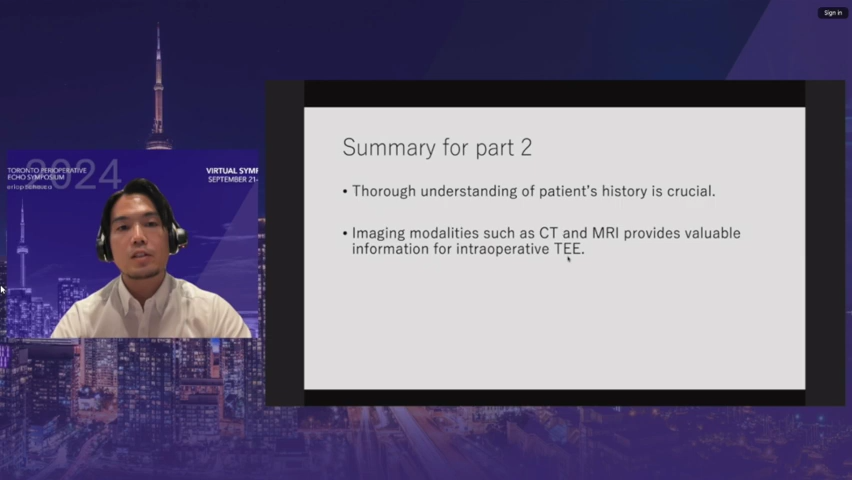 Sign in
2024
TORONTO PERIOPERATIVE
ECHO SYMPOSIUM
VIRTUAL SYMP
SEPTEMBER 21-
Summary for part 2
• Thorough understanding of patient's history is crucial.
• Imaging modalities such as CT and MRI provides valuable
information for intraoperative TEE.